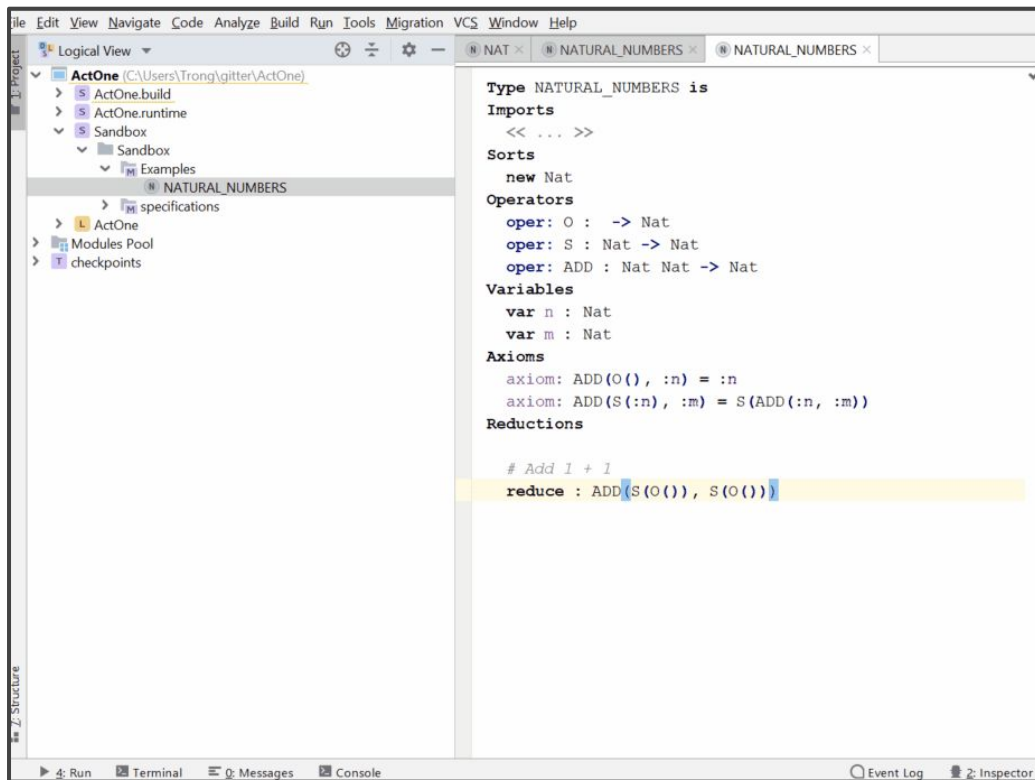 ile Edit View Navigate Code Analyze Build Run Tools Migration VCS Window Help
1: Project
Logical View
ActOne (C:\Users\Trong\gitter\ActOne)
ActOne.build
ActOne.runtime
Sandbox
Sandbox
Examples
NATURAL_NUMBERS
specifications
ActOne
Modules Pool
checkpoints
NAT
NATURAL_NUMBERS
NATURAL_NUMBERS
Type NATURAL_NUMBERS is
Imports
<< ... >>
Sorts
new Nat
Operators
oper: O :  -> Nat
oper: S : Nat -> Nat
oper: ADD : Nat Nat -> Nat
Variables
var n : Nat
var m : Nat
Axioms
axiom: ADD(O(), :n) = :n
axiom: ADD(S(:n), :m) = S(ADD(:n, :m))
Reductions
# Add 1 + 1
reduce : ADD(S(O()), S(O()))
7: Structure
4: Run Terminal 0: Messages Console Event Log 2: Inspector